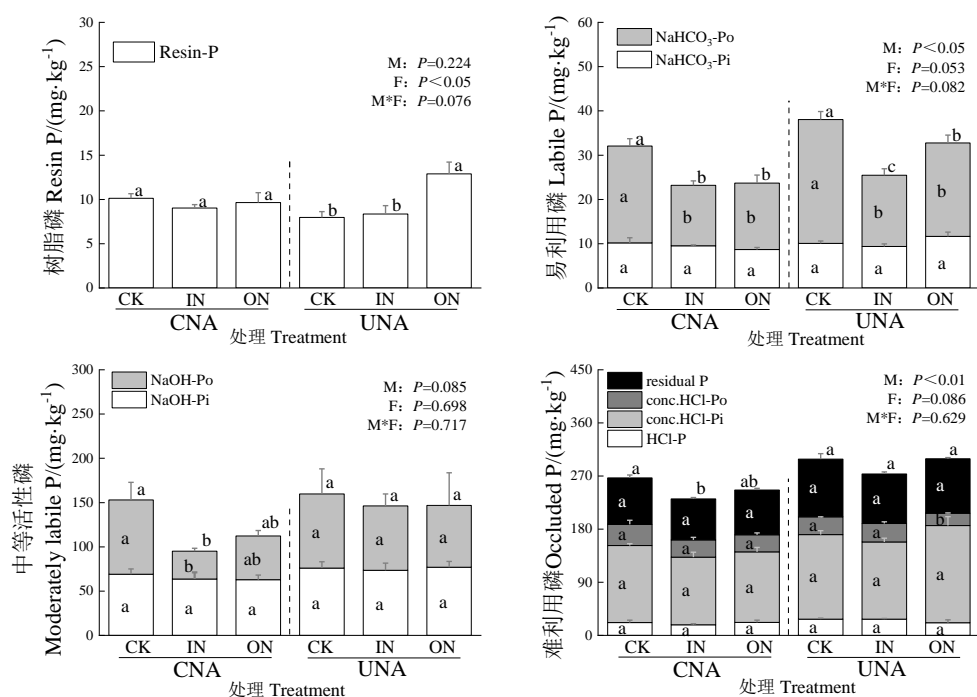 树脂磷 Resin P/(mg·kg⁻¹)
30
25
20
15
10
5
0
Resin-P
M：P=0.224
F：P<0.05
M*F：P=0.076
a
a
a
b
b
a
CK
IN
ON
CK
IN
ON
CNA
UNA
处理 Treatment
易利用磷 Labile P/(mg·kg⁻¹)
60
50
40
30
20
10
0
NaHCO₃-Po
NaHCO₃-Pi
M：P<0.05
F：P=0.053
M*F：P=0.082
a
b
b
a
c
b
a
b
b
a
b
b
a
a
a
a
a
a
CK
IN
ON
CK
IN
ON
CNA
UNA
处理 Treatment
中等活性磷
Moderately labile P/(mg·kg⁻¹)
300
250
200
150
100
50
0
NaOH-Po
NaOH-Pi
M：P=0.085
F：P=0.698
M*F：P=0.717
a
b
ab
a
a
a
a
b
ab
a
a
a
a
a
a
a
a
a
CK
IN
ON
CK
IN
ON
CNA
UNA
处理 Treatment
难利用磷Occluded P/(mg·kg⁻¹)
450
360
270
180
90
0
residual P
conc.HCl-Po
conc.HCl-Pi
HCl-P
M：P<0.01
F：P=0.086
M*F：P=0.629
a
b
ab
a
a
a
a
a
a
a
a
a
a
a
a
a
a
b
a
a
a
a
a
a
a
a
a
a
a
a
CK
IN
ON
CK
IN
ON
CNA
UNA
处理 Treatment